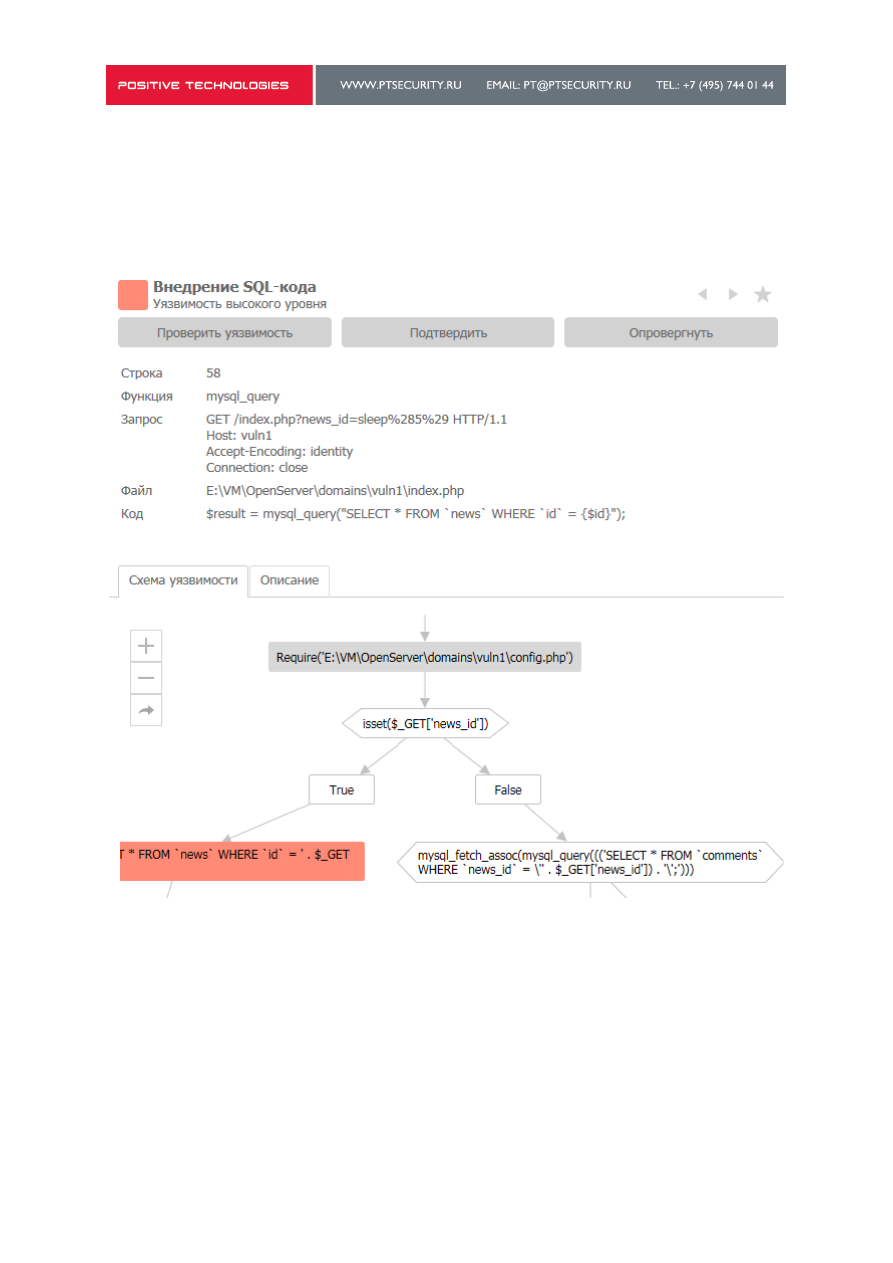 POSITIVE TECHNOLOGIES WWW.PTSECURITY.RU EMAIL: PT@PTSECURITY.RU TEL.: +7 (495) 744 01 44
Внедрение SQL-кода
Уязвимость высокого уровня
Проверить уязвимость Подтвердить Опровергнуть
Строка 58
Функция mysql_query
Запрос GET /index.php?news_id=sleep%285%29 HTTP/1.1
Host: vuln1
Accept-Encoding: identity
Connection: close
Файл E:\VM\OpenServer\domains\vuln1\index.php
Код $result = mysql_query("SELECT * FROM `news` WHERE `id` = {$id}");
Схема уязвимости Описание
Require('E:\VM\OpenServer\domains\vuln1\config.php')
isset($_GET['news_id'])
True False
T * FROM `news` WHERE `id` = ' . $_GET
mysql_fetch_assoc(mysql_query((('SELECT * FROM `comments`
WHERE `news_id` = \'' . $_GET['news_id']) . '\';')))